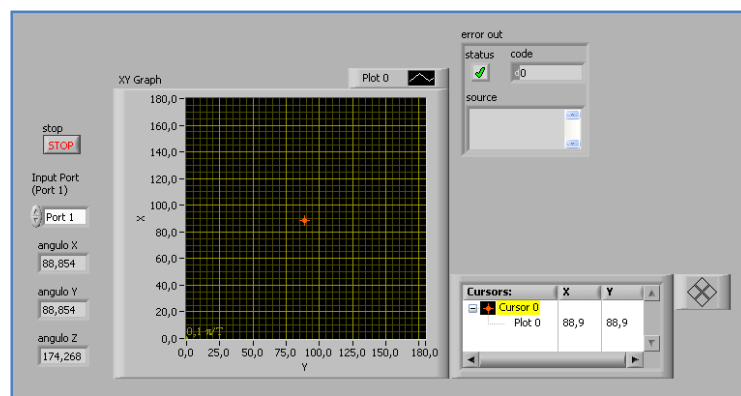 error out
status code
d0
source
XY Graph
Plot 0
180,0
160,0
140,0
120,0
100,0
80,0
60,0
40,0
20,0
0,0
X
0,0 25,0 50,0 75,0 100,0 125,0 150,0 180,0
Y
stop
STOP
Input Port
(Port 1)
Port 1
angulo X
88,854
angulo Y
88,854
angulo Z
174,268
Cursors: X Y
Cursor 0
Plot 0 88,9 88,9